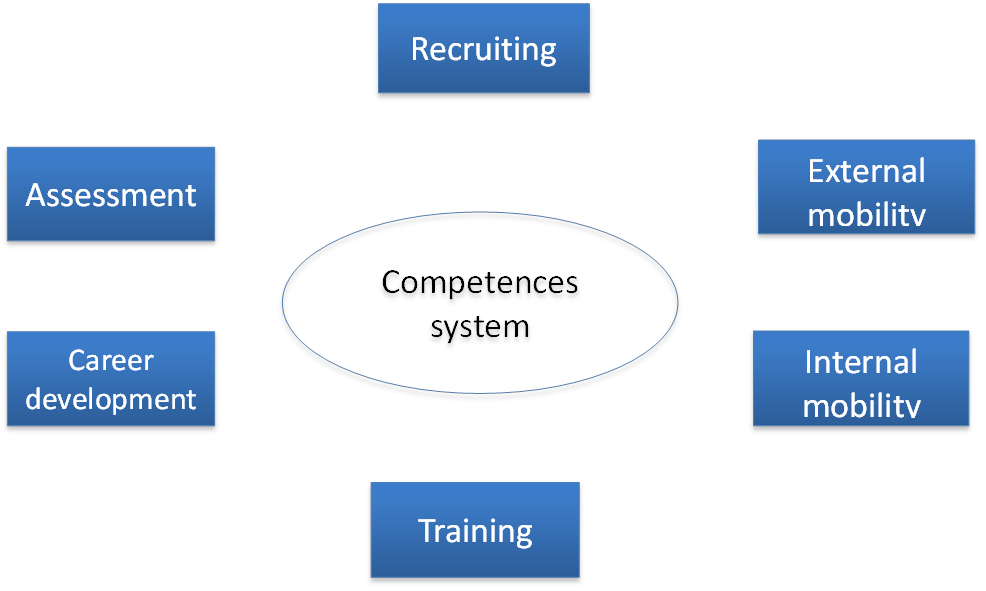 Recruiting
Assessment
External
mobility
Competences
system
Career
development
Internal
mobility
Training